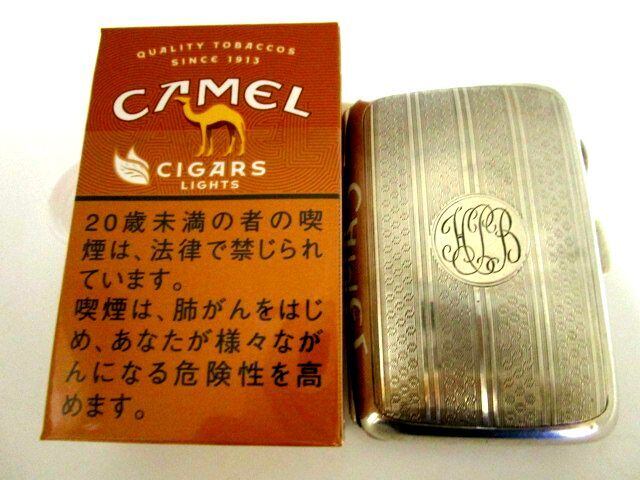 QUALITY TOBACCOS
SINCE 1913
CAMEL
CIGARS
LIGHTS
20歳未満の者の喫
煙は、法律で禁じられ
ています。
喫煙は、肺がんをはじ
め、あなたが様々なが
んになる危険性を高
めます。